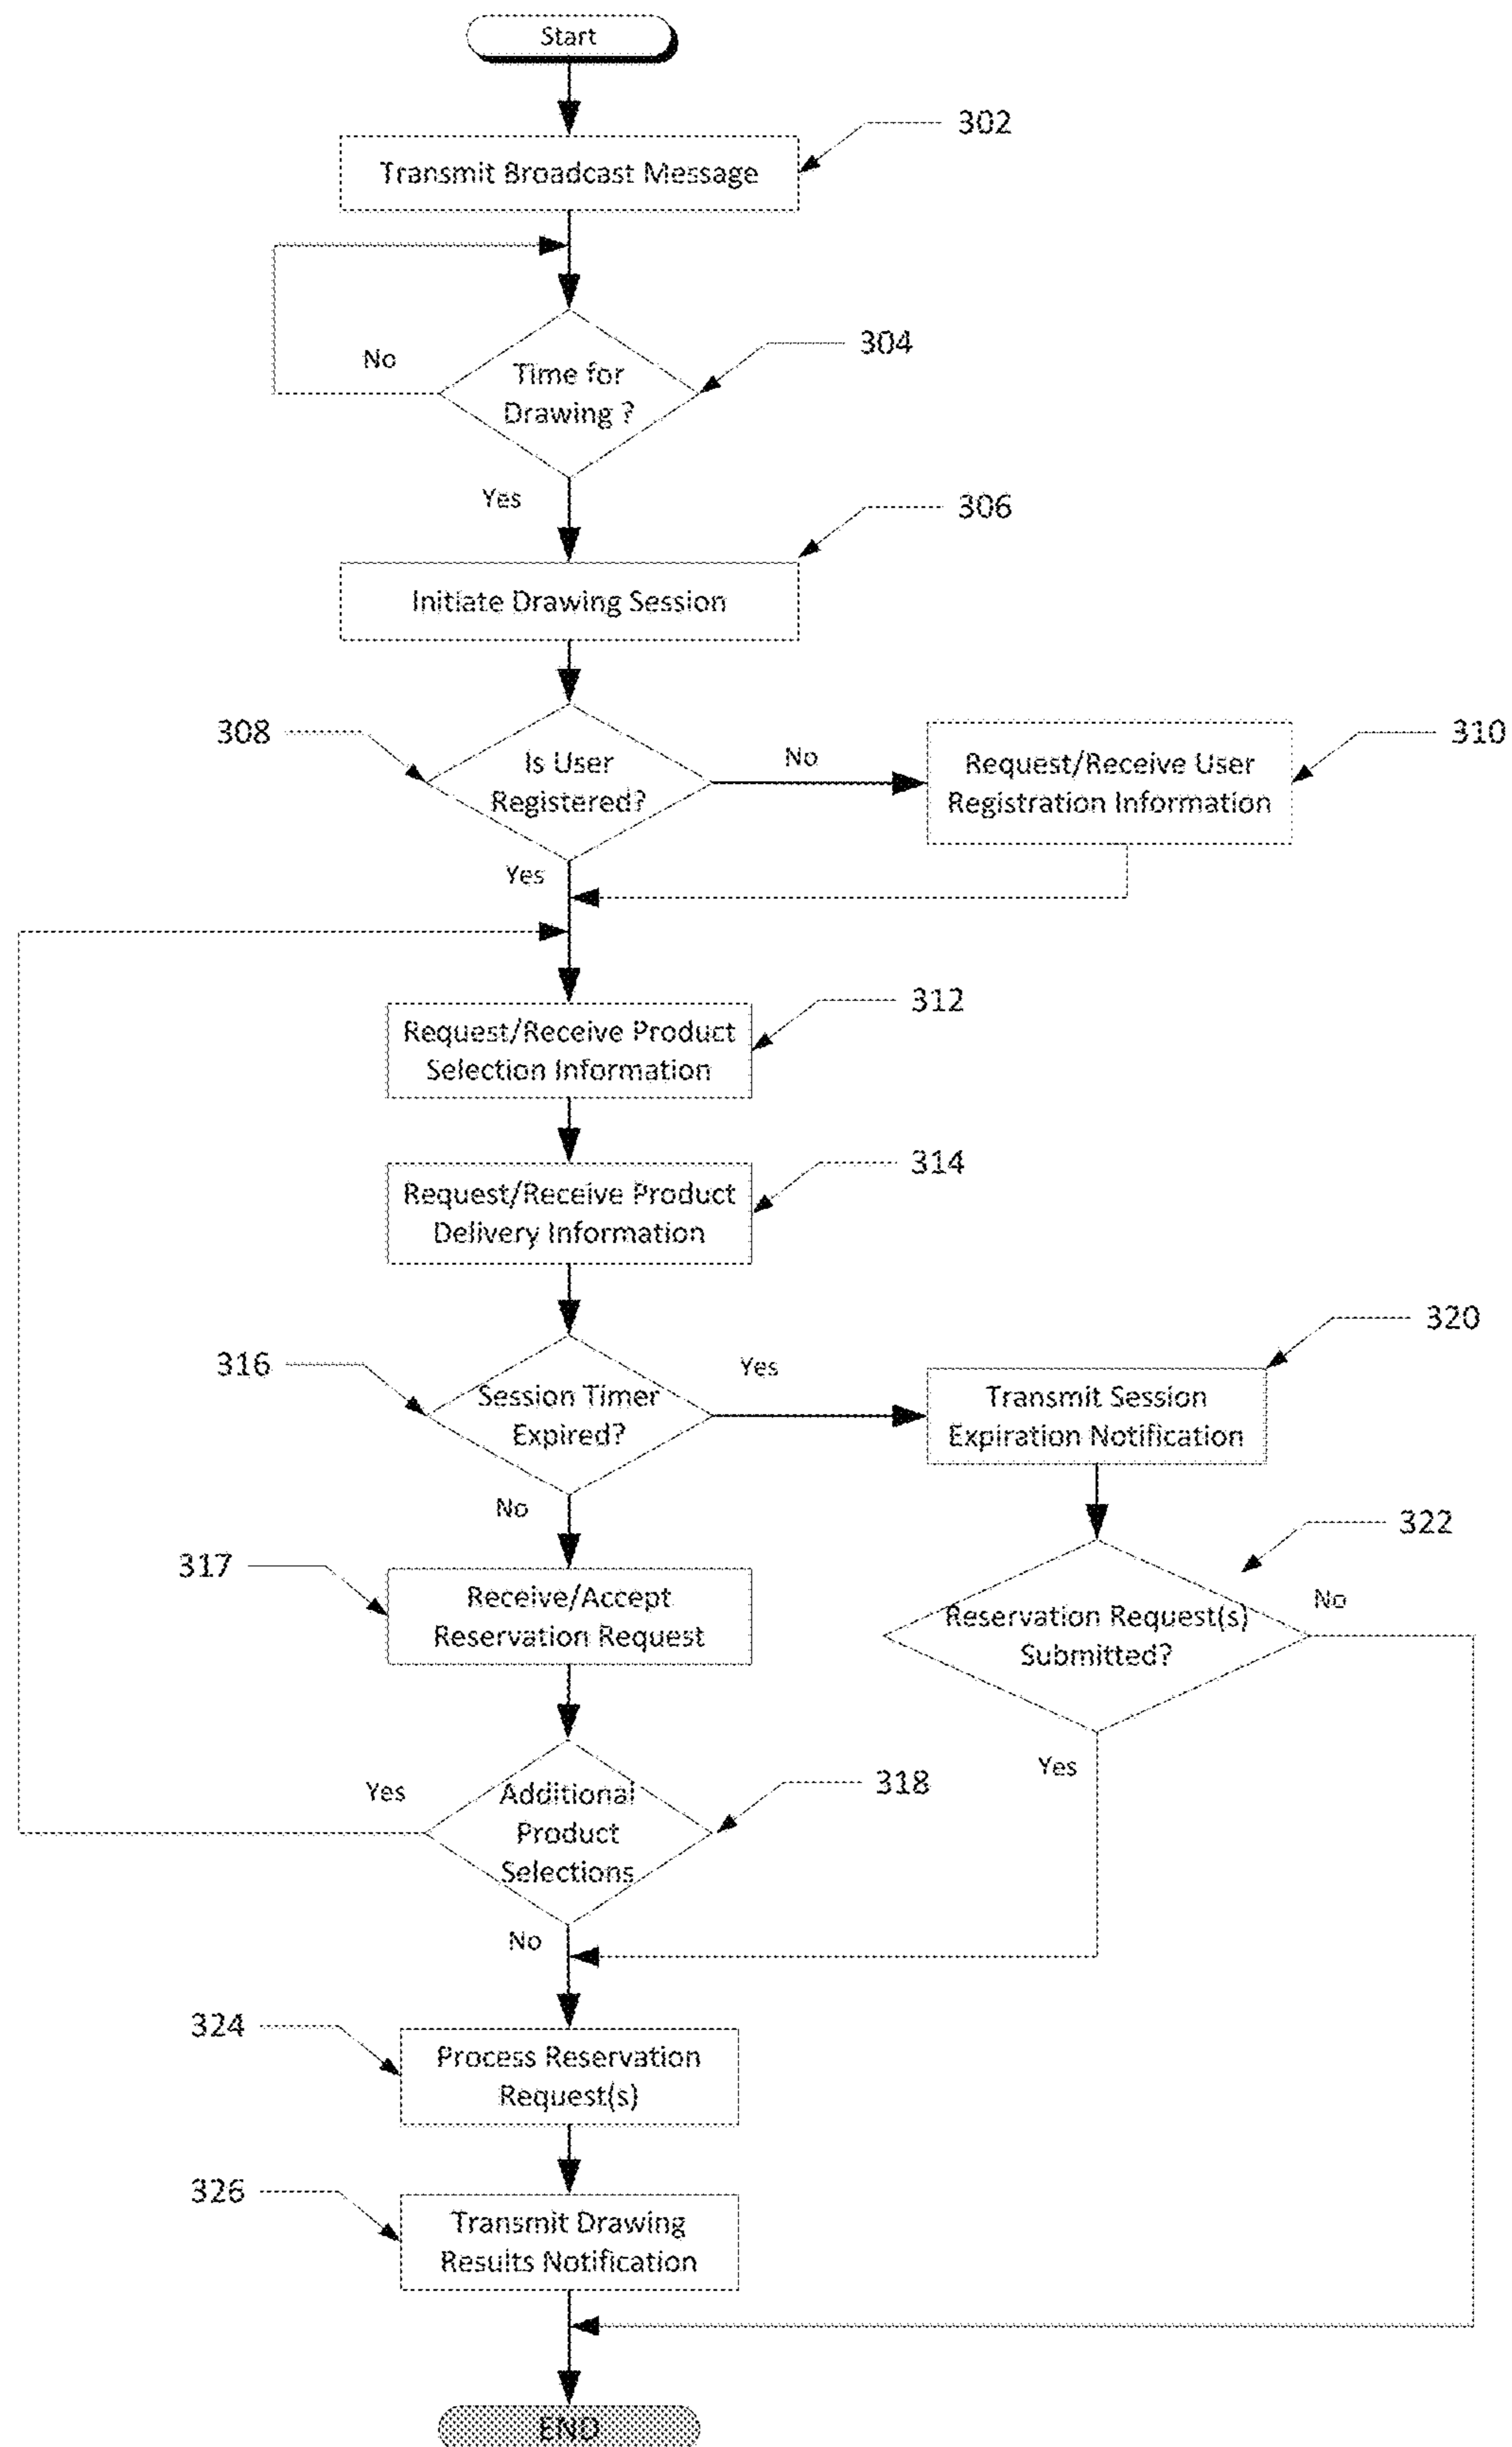 Start
302
Transmit Broadcast Message
304
No
Time for
Drawing ?
Yes
306
Initiate Drawing Session
308
Is User
Registered?
No
310
Request/Receive User
Registration Information
Yes
312
Request/Receive Product
Selection Information
314
Request/Receive Product
Delivery Information
316
Session Timer
Expired?
Yes
320
Transmit Session
Expiration Notification
No
322
317
Receive/Accept
Reservation Request
Reservation Request(s)
Submitted?
No
Yes
Additional
Product
Selections
318
Yes
No
324
Process Reservation
Request(s)
326
Transmit Drawing
Results Notification
END